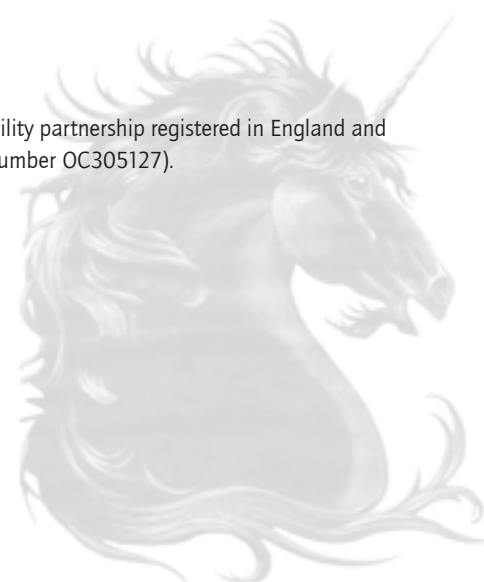 ility partnership registered in England and
umber OC305127).